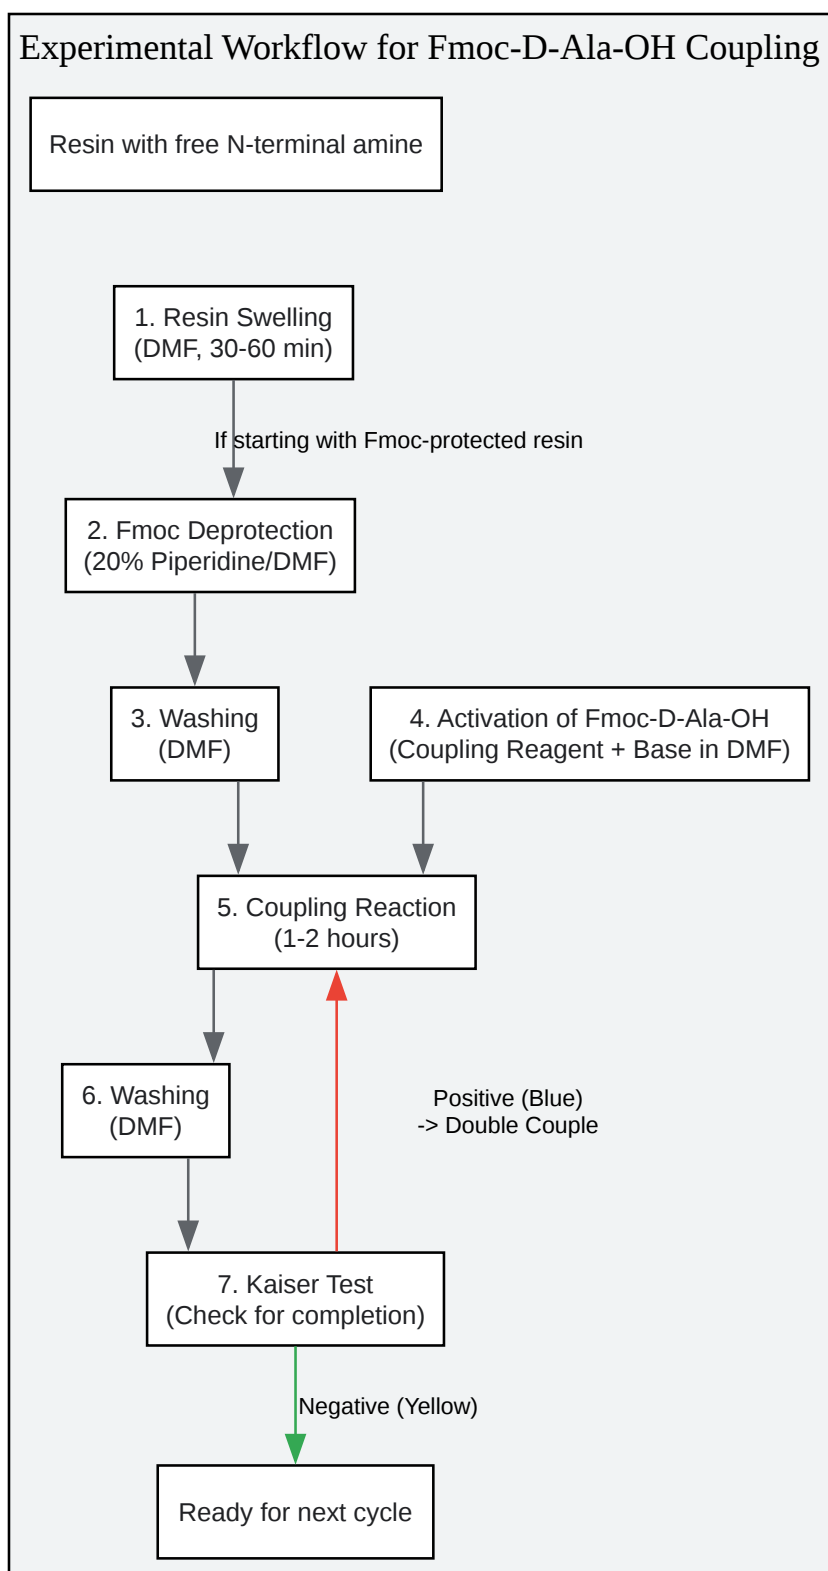 Experimental Workflow for Fmoc-D-Ala-OH Coupling
Resin with free N-terminal amine
1. Resin Swelling
(DMF, 30-60 min)
If starting with Fmoc-protected resin
2. Fmoc Deprotection
(20% Piperidine/DMF)
3. Washing
(DMF)
4. Activation of Fmoc-D-Ala-OH
(Coupling Reagent + Base in DMF)
5. Coupling Reaction
(1-2 hours)
6. Washing
(DMF)
Positive (Blue)
-> Double Couple
7. Kaiser Test
(Check for completion)
Negative (Yellow)
Ready for next cycle